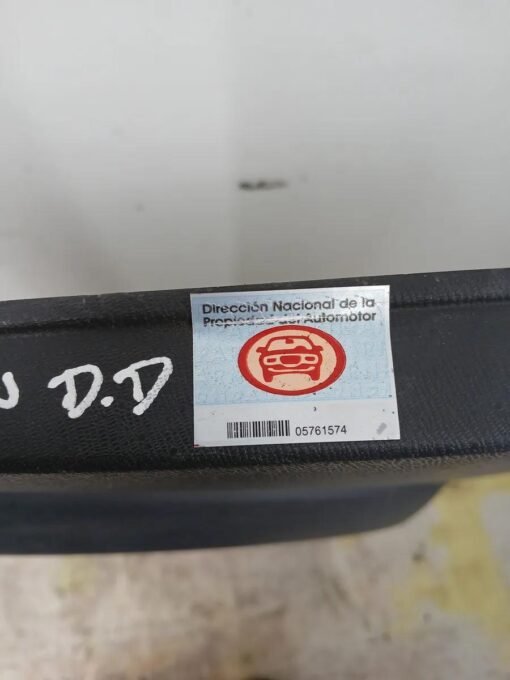 Dirección Nacional de la
Propiedad del Automotor
D.D
05761574